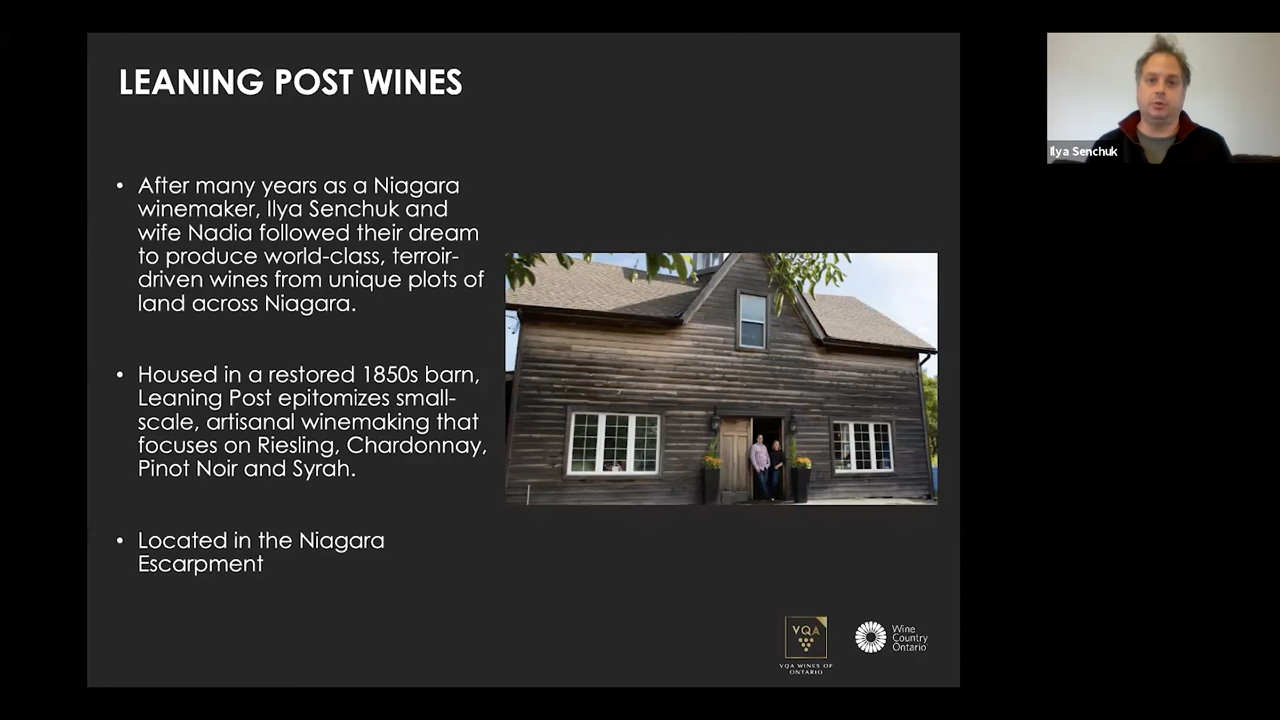 LEANING POST WINES
• After many years as a Niagara
winemaker, Ilya Senchuk and
wife Nadia followed their dream
to produce world-class, terroir-
driven wines from unique plots of
land across Niagara.
• Housed in a restored 1850s barn,
Leaning Post epitomizes small-
scale, artisanal winemaking that
focuses on Riesling, Chardonnay,
Pinot Noir and Syrah.
• Located in the Niagara
Escarpment
VQA
VQA WINES OF
ONTARIO
Wine
Country
Ontario
Ilya Senchuk